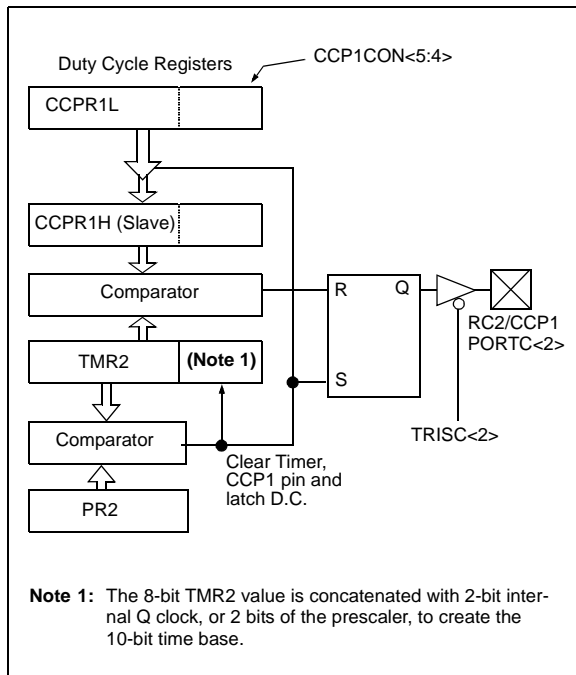 Duty Cycle Registers
CCP1CON<5:4>
CCPR1L
CCPR1H (Slave)
Comparator
R
Q
RC2/CCP1
PORTC<2>
TMR2
(Note 1)
S
TRISC<2>
Comparator
Clear Timer,
CCP1 pin and
latch D.C.
PR2
Note 1: The 8-bit TMR2 value is concatenated with 2-bit inter-
nal Q clock, or 2 bits of the prescaler, to create the
10-bit time base.